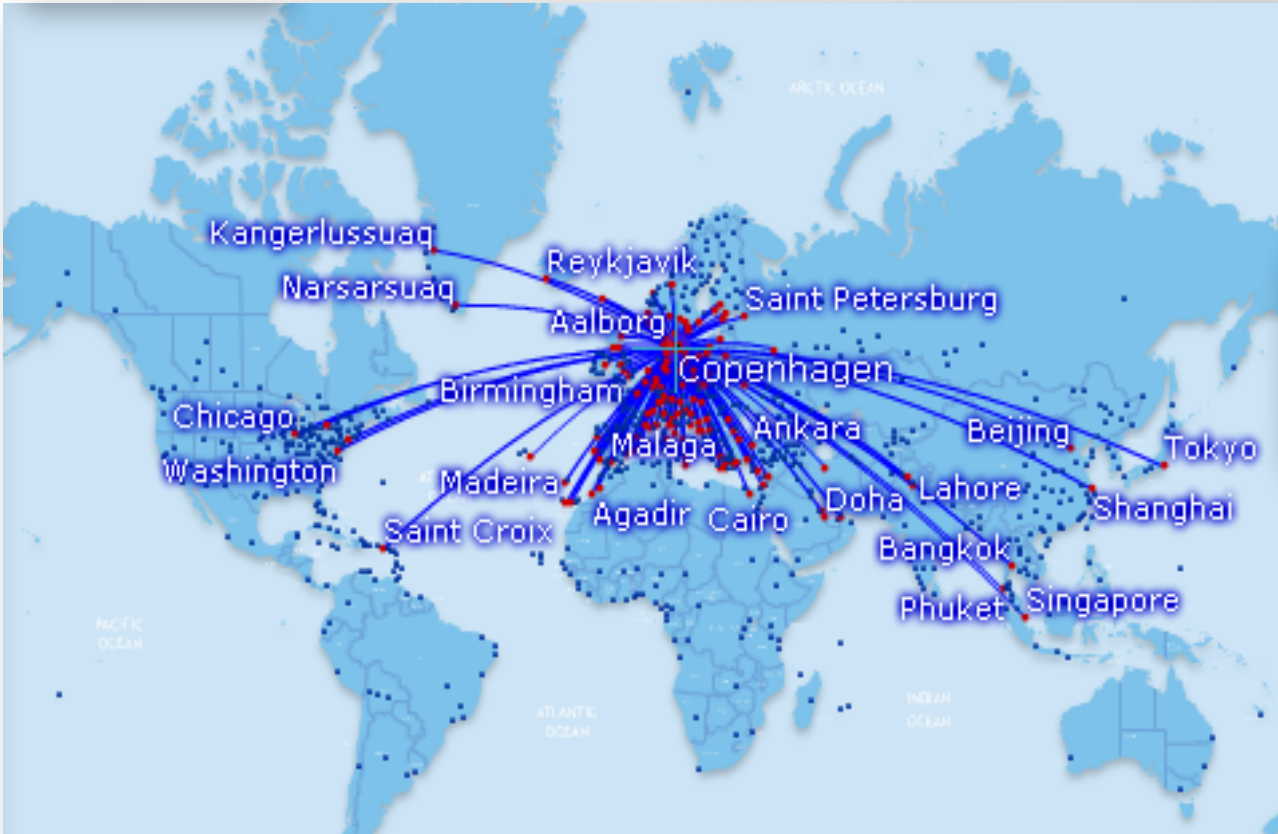 ARCTIC OCEAN
Kangerlussuaq
Reykjavik
Narsarsuaq
Saint Petersburg
Aalborg
Copenhagen
Birmingham
Chicago
Ankara
Beijing
Malaga
Tokyo
Washington
Madeira
Lahore
Doha
Shanghai
Agadir
Cairo
Saint Croix
Bangkok
Singapore
Phuket
PACIFIC
OCEAN
INDIAN
OCEAN
ATLANTIC
OCEAN